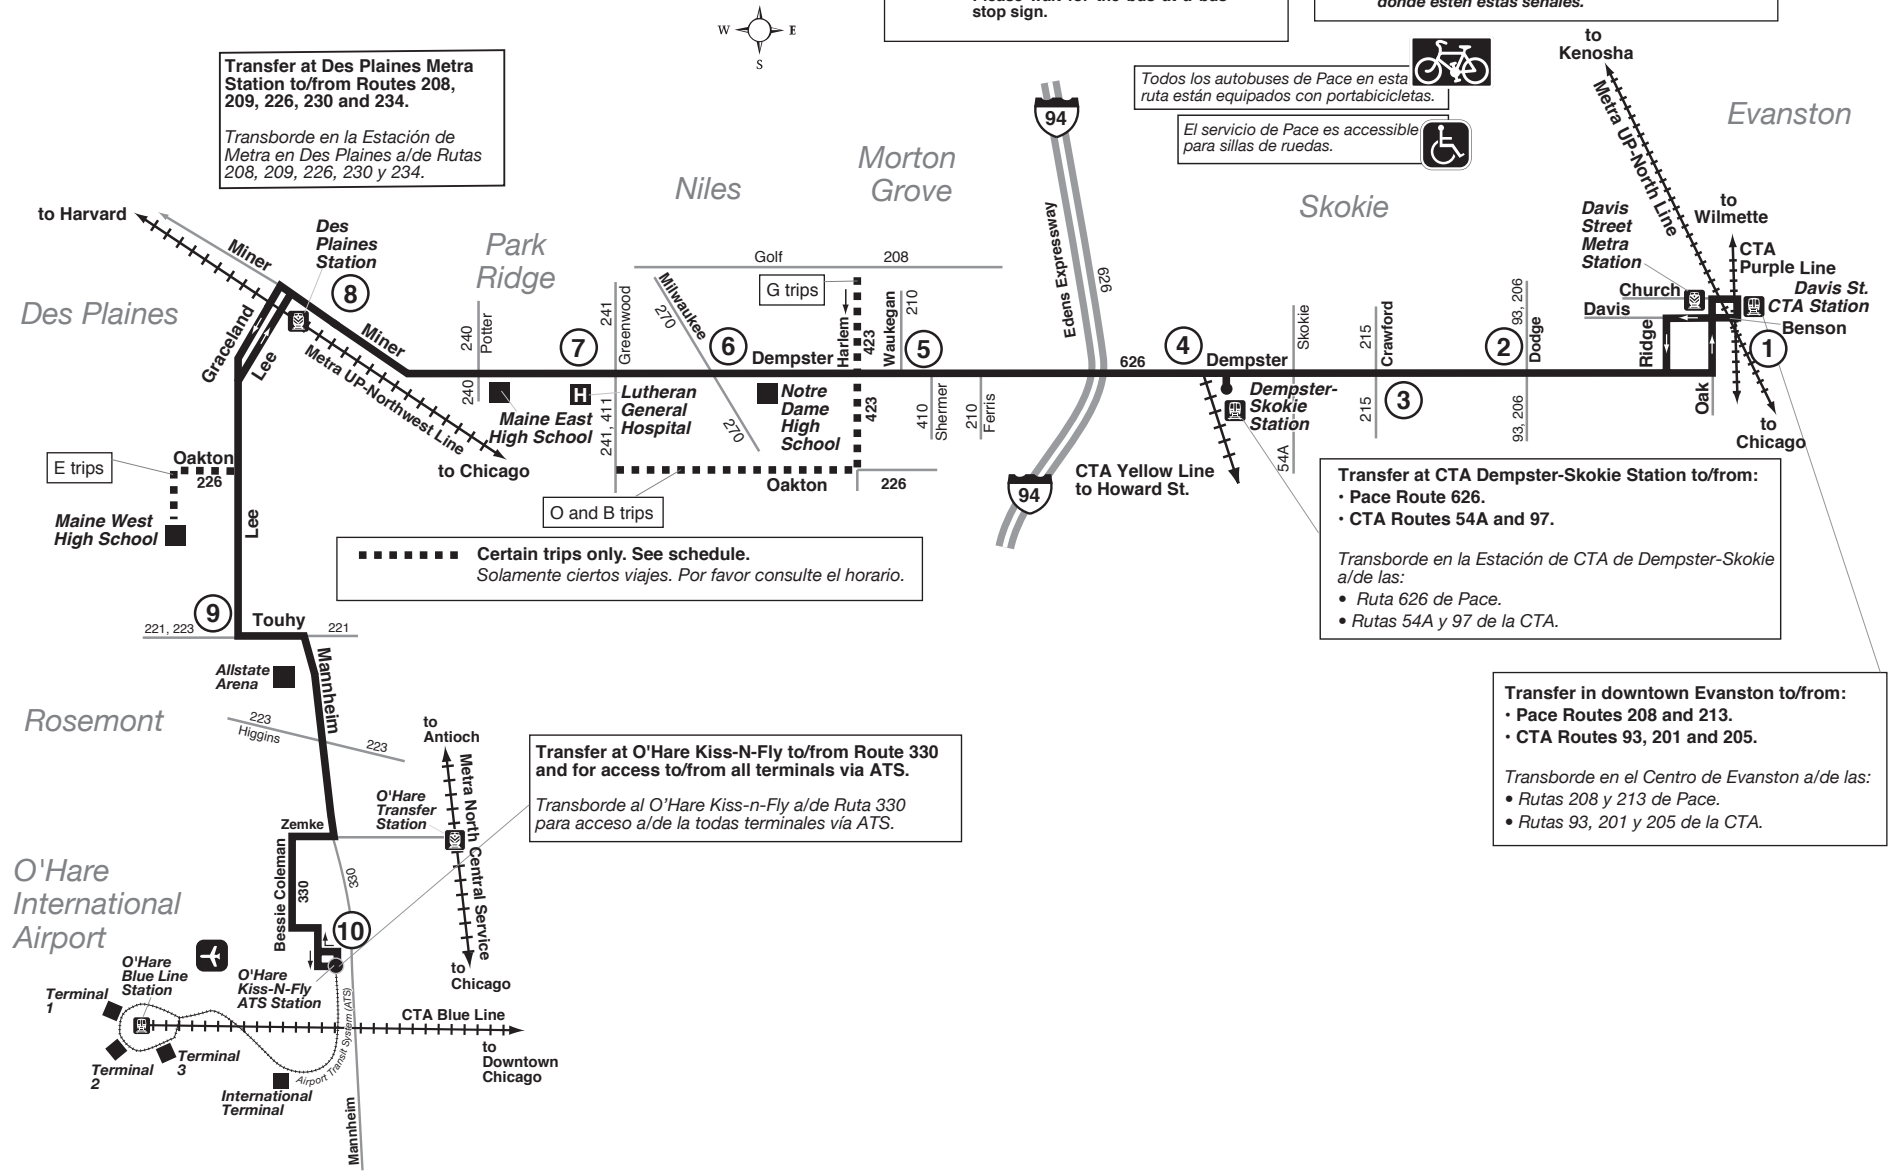 Please wait for the bus at a bus
stop sign.
donde estén estas señales.
W
E
S
Transfer at Des Plaines Metra
Station to/from Routes 208,
209, 226, 230 and 234.
Transborde en la Estación de
Metra en Des Plaines a/de Rutas
208, 209, 226, 230 y 234.
Todos los autobuses de Pace en esta
ruta están equipados con portabicicletas.
El servicio de Pace es accessible
para sillas de ruedas.
to
Kenosha
Metra UP-North Line
Evanston
Skokie
Morton
Grove
Niles
Park
Ridge
Des Plaines
Rosemont
O'Hare
International
Airport
to Harvard
Miner
Des
Plaines
Station
8
Graceland
Lee
Miner
Metra UP-Northwest Line
to Chicago
240
Potter
240
Maine East
High School
7
H
Lutheran
General
Hospital
241
Greenwood
241, 411
Milwaukee
270
270
6
Dempster
Notre
Dame
High
School
Golf
208
G trips
Harlem
423
423
Waukegan
210
5
410
Shermer
210
Ferris
94
Edens Expressway
626
94
626
4
Dempster
Skokie
54A
Dempster-
Skokie
Station
CTA Yellow Line
to Howard St.
215
Crawford
215
3
2
93, 206
Dodge
93, 206
Davis
Street
Metra
Station
Church
Davis
Ridge
Oak
to
Wilmette
CTA
Purple Line
Davis St.
CTA Station
Benson
1
to
Chicago
E trips
Oakton
226
Maine West
High School
Lee
O and B trips
Oakton
226
Certain trips only. See schedule.
Solamente ciertos viajes. Por favor consulte el horario.
Transfer at CTA Dempster-Skokie Station to/from:
• Pace Route 626.
• CTA Routes 54A and 97.
Transborde en la Estación de CTA de Dempster-Skokie
a/de las:
• Ruta 626 de Pace.
• Rutas 54A y 97 de la CTA.
Transfer in downtown Evanston to/from:
• Pace Routes 208 and 213.
• CTA Routes 93, 201 and 205.
Transborde en el Centro de Evanston a/de las:
• Rutas 208 y 213 de Pace.
• Rutas 93, 201 y 205 de la CTA.
9
221, 223
Touhy
221
Allstate
Arena
Mannheim
223
Higgins
223
to
Antioch
Metra North Central Service
O'Hare
Transfer
Station
to
Chicago
Transfer at O'Hare Kiss-N-Fly to/from Route 330
and for access to/from all terminals via ATS.
Transborde al O'Hare Kiss-n-Fly a/de Ruta 330
para acceso a/de la todas terminales vía ATS.
Zemke
Bessie Coleman
330
330
10
O'Hare
Kiss-N-Fly
ATS Station
O'Hare
Blue Line
Station
Terminal
1
Terminal
2
Terminal
3
International
Terminal
Airport Transit System (ATS)
CTA Blue Line
to
Downtown
Chicago
Mannheim